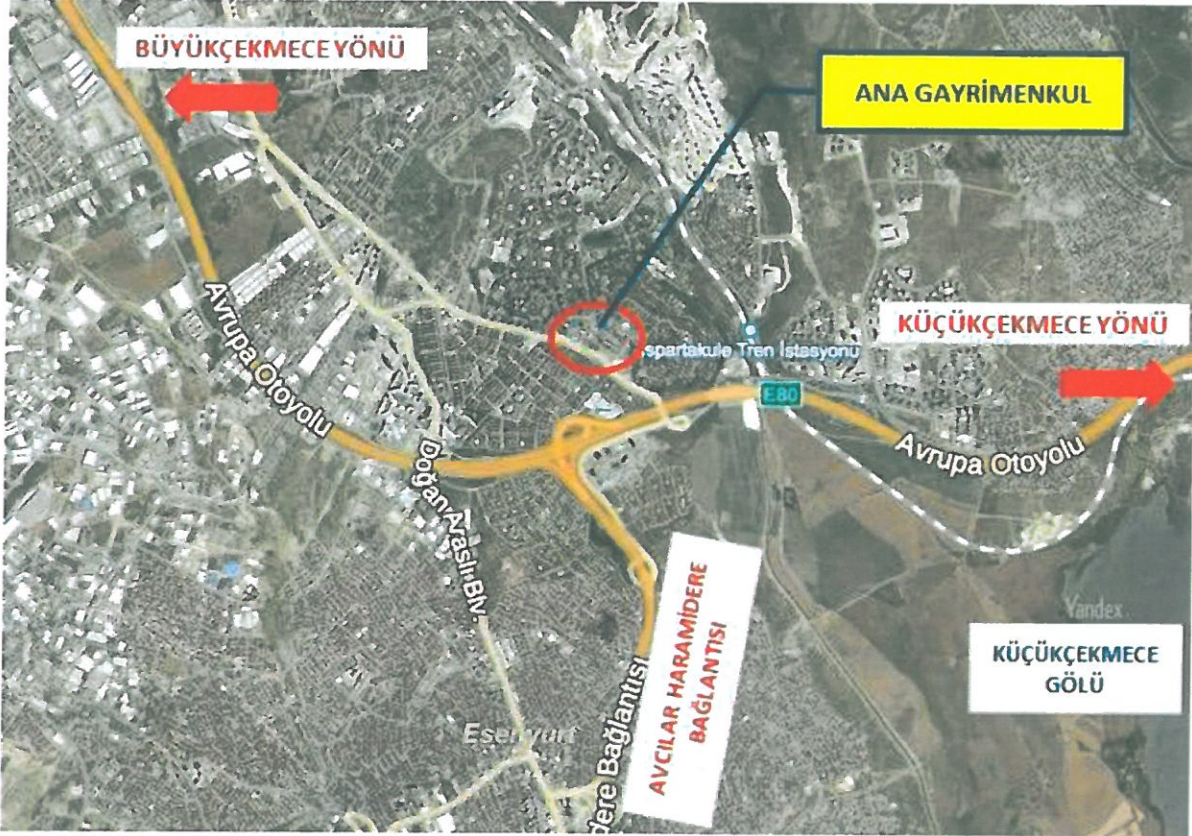 BÜYÜKÇEKMECE YÖNÜ
ANA GAYRİMENKUL
KÜÇÜKÇEKMECE YÖNÜ
spartakule Tren İstasyonu
E80
Avrupa Otoyolu
Avrupa Otoyolu
Doğan Araslı Blv.
AVCILAR HARAMİDERE
BAĞLANTISI
Yandex
KÜÇÜKÇEKMECE
GÖLÜ
Esenyurt
dere Bağlantısı